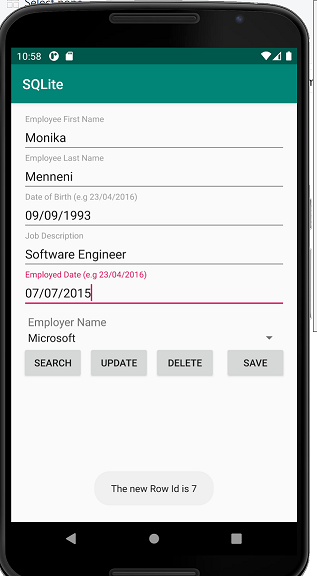 10:58
SQLite
Employee First Name
Monika
Employee Last Name
Menneni
Date of Birth (e.g 23/04/2016)
09/09/1993
Job Description
Software Engineer
Employed Date (e.g 23/04/2016)
07/07/2015
Employer Name
Microsoft
SEARCH UPDATE DELETE SAVE
The new Row Id is 7